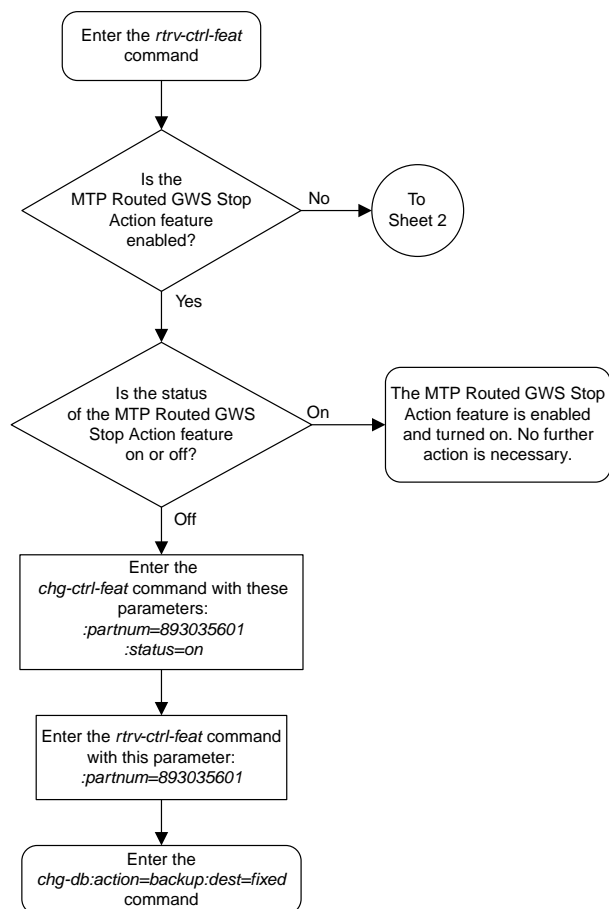 Enter the rtrv-ctrl-feat
command
Is the
MTP Routed GWS Stop
Action feature
enabled?
No
To
Sheet 2
Yes
Is the status
of the MTP Routed GWS
Stop Action feature
on or off?
On
The MTP Routed GWS Stop
Action feature is enabled
and turned on. No further
action is necessary.
Off
Enter the
chg-ctrl-feat command with these
parameters:
:partnum=893035601
:status=on
Enter the rtrv-ctrl-feat command
with this parameter:
:partnum=893035601
Enter the
chg-db:action=backup:dest=fixed
command